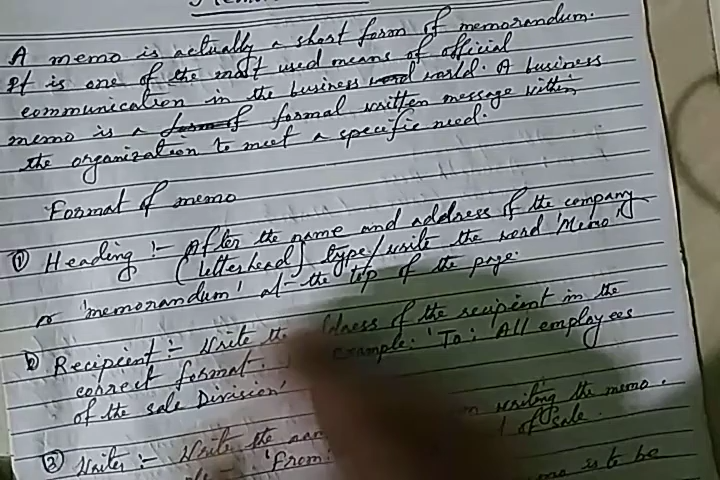 A memo is actually a short form of memorandum.
It is one of the most used means of official
communication in the business world. A business
memo is a formal written message within
the organization to meet a specific need.
Format of memo
① Heading :- After the name and address of the company
(letterhead) type/write the word 'Memo'
or 'memorandum' at the top of the page.
Recipient :- Write the address of the recipient in the
correct format. example: 'To: All employees
of the sale Division'
③ Writer :- Write the writing the memo.
'From: of sale.
is to be